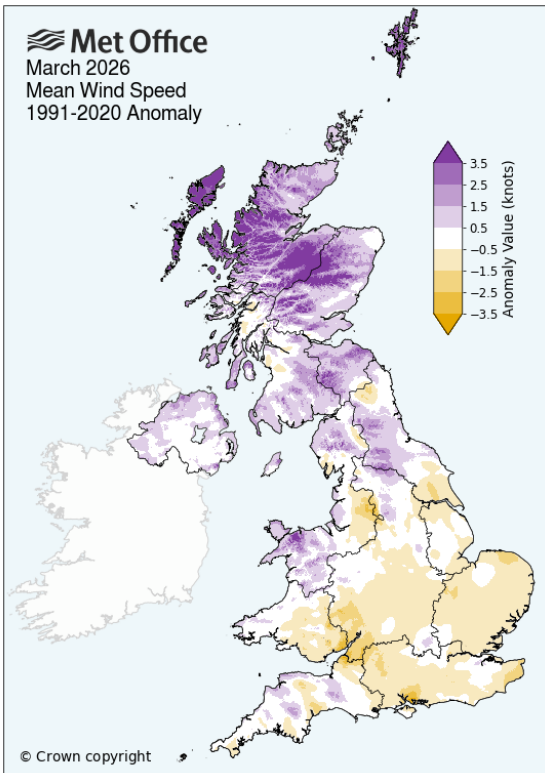 Met Office
March 2026
Mean Wind Speed
1991-2020 Anomaly
3.5
2.5
1.5
0.5
−0.5
−1.5
−2.5
−3.5
Anomaly Value (knots)
© Crown copyright